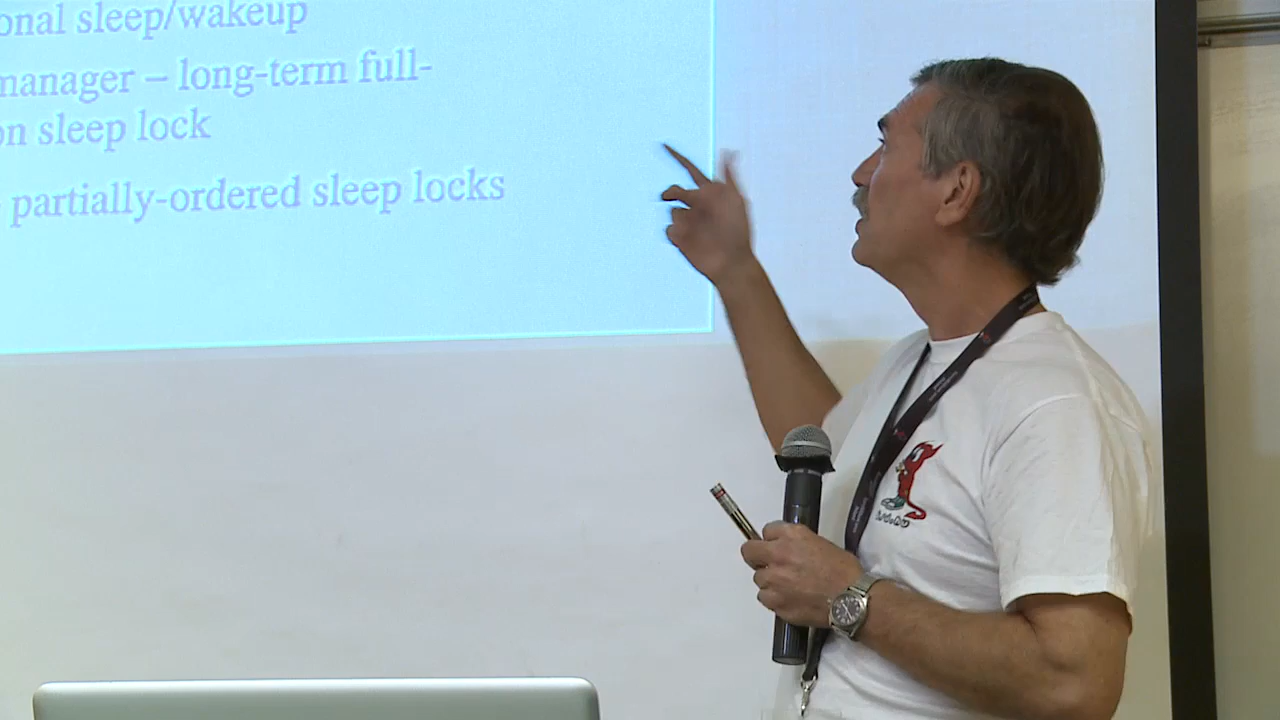 onal sleep/wakeup
manager – long-term full-
on sleep lock
partially-ordered sleep locks